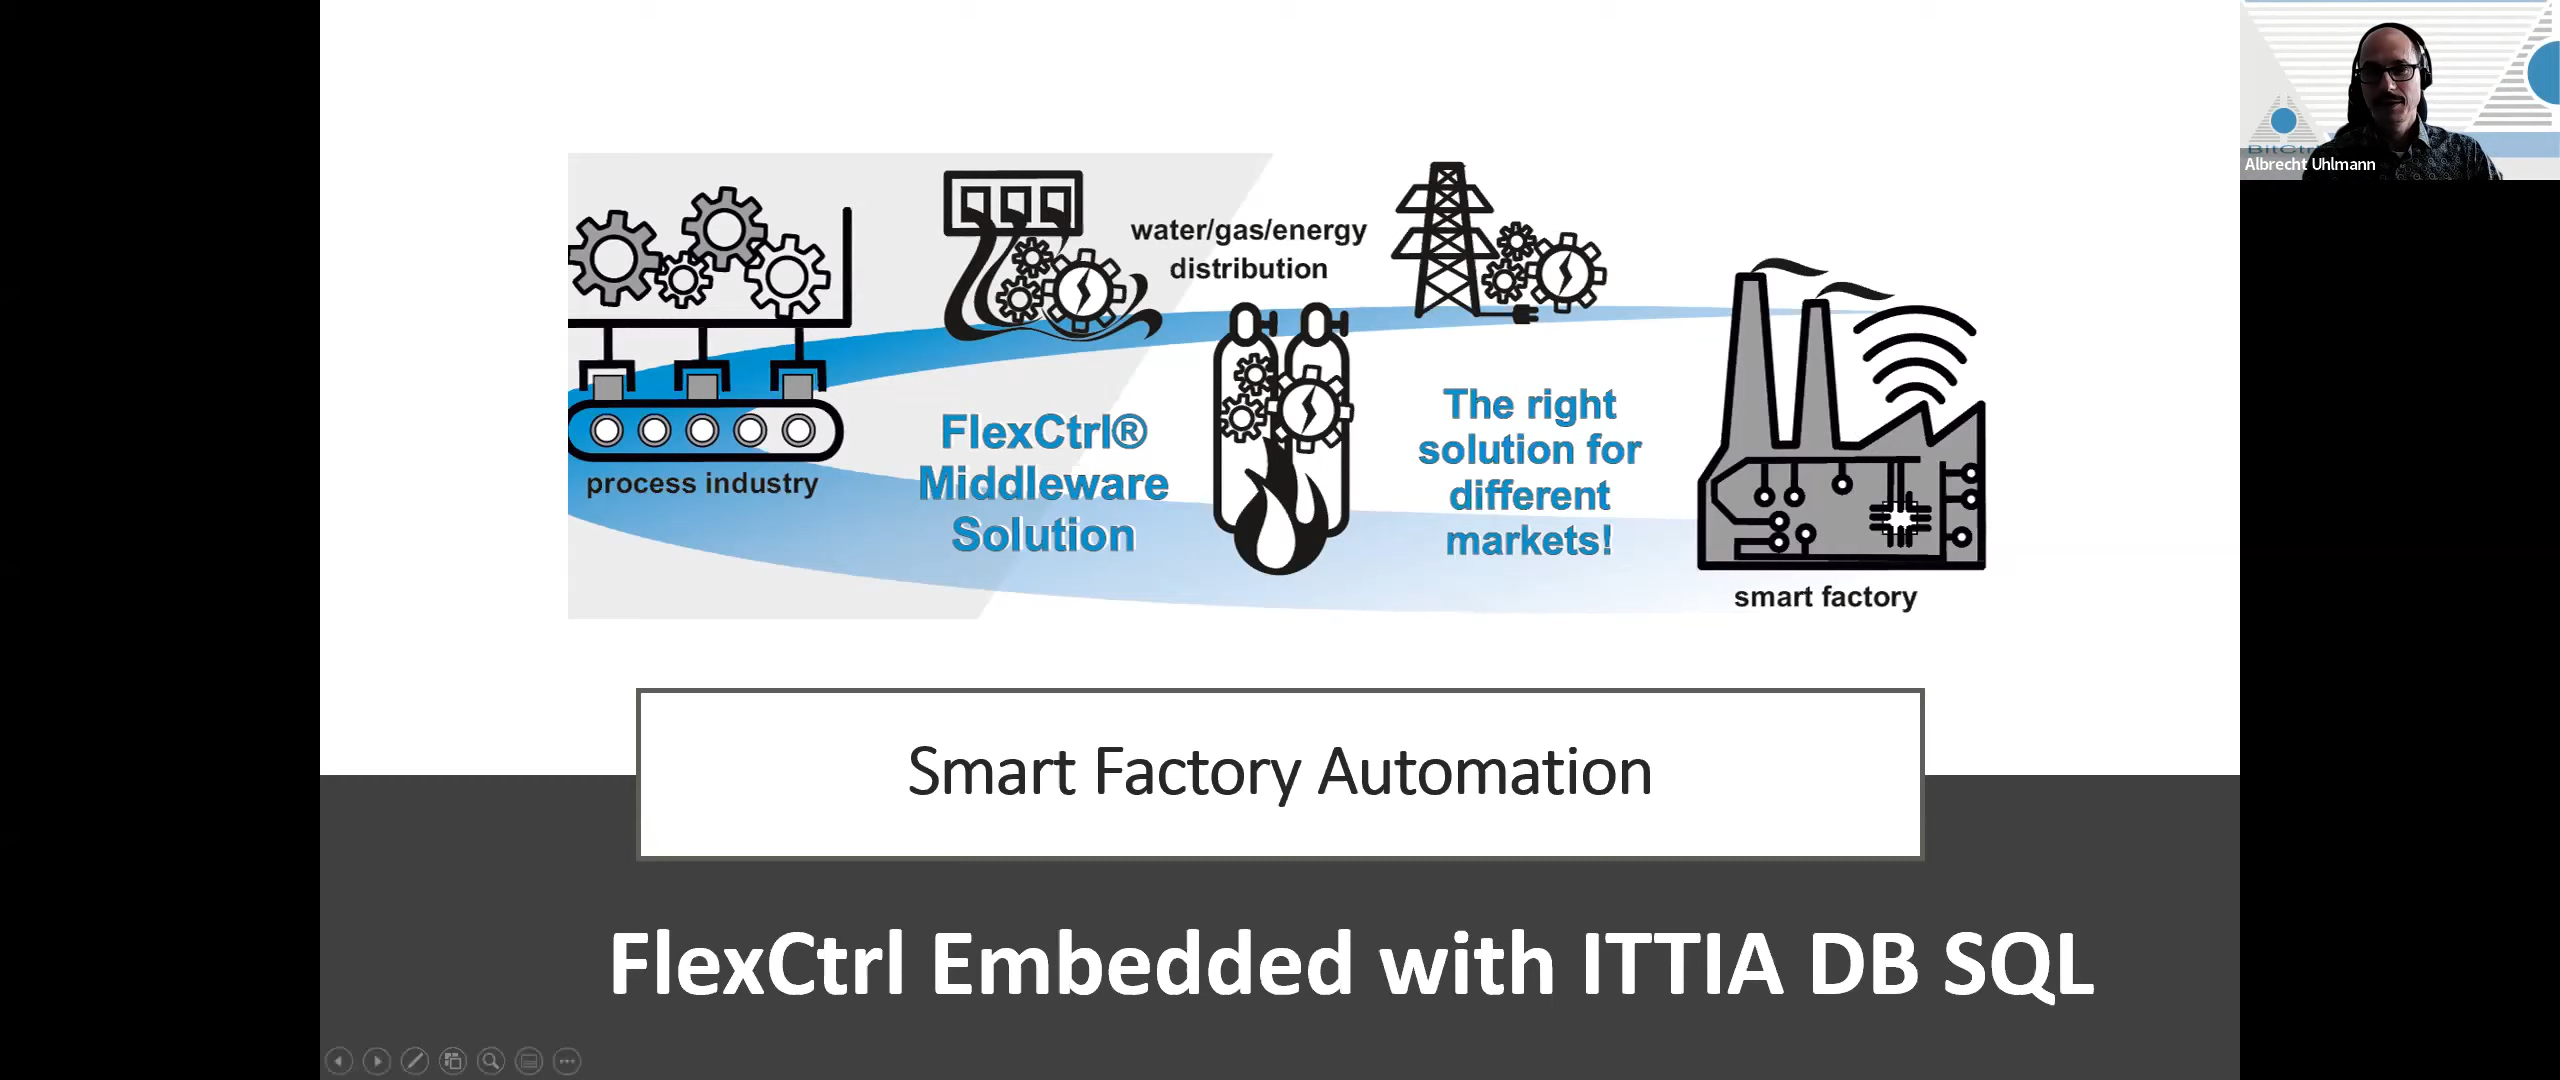 BitCtrl
Albrecht Uhlmann
water/gas/energy
distribution
FlexCtrl®
Middleware
Solution
The right
solution for
different
markets!
process industry
smart factory
Smart Factory Automation
FlexCtrl Embedded with ITTIA DB SQL